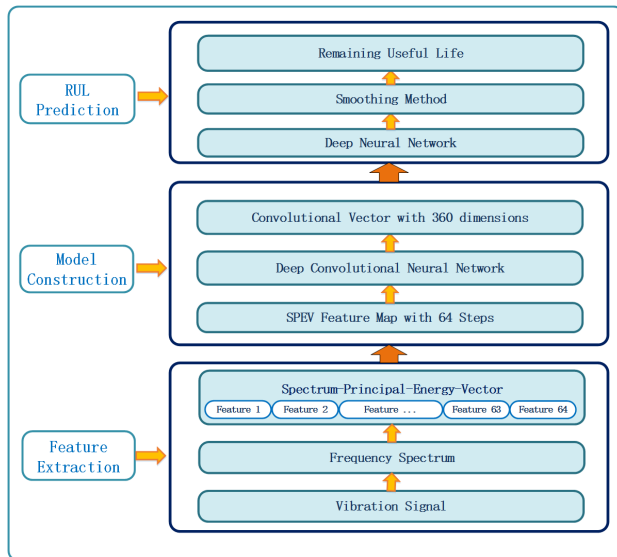 RUL
Prediction
Remaining Useful Life
Smoothing Method
Deep Neural Network
Model
Construction
Convolutional Vector with 360 dimensions
Deep Convolutional Neural Network
SPEV Feature Map with 64 Steps
Feature
Extraction
Spectrum-Principal-Energy-Vector
Feature 1 Feature 2 Feature ... Feature 63 Feature 64
Frequency Spectrum
Vibration Signal